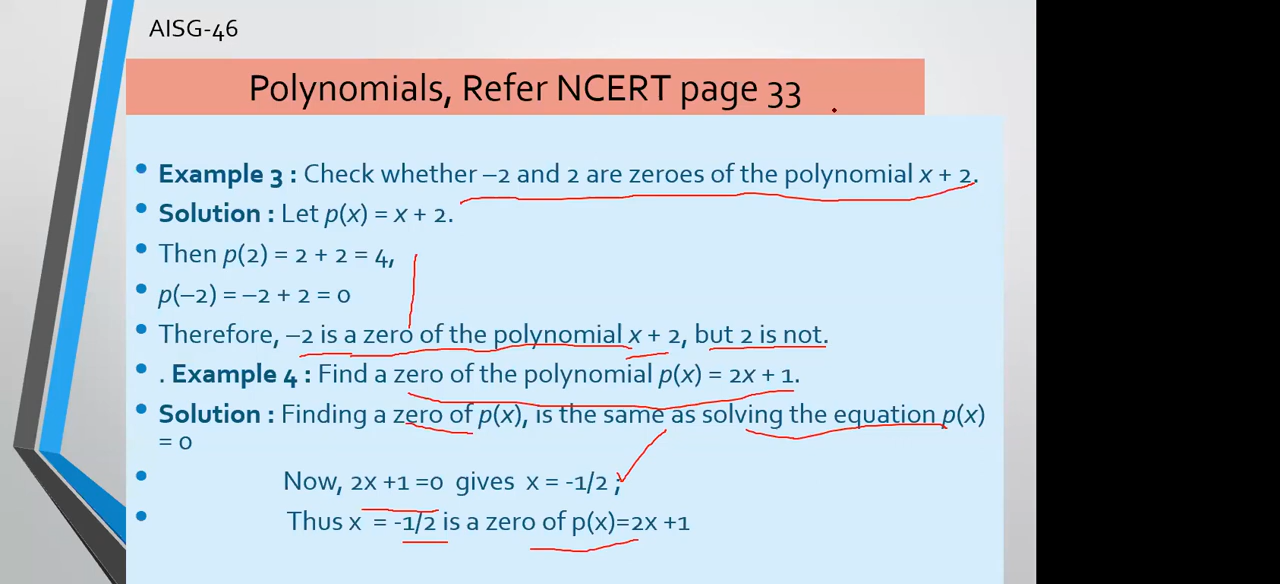 AISG-46
Polynomials, Refer NCERT page 33
• Example 3 : Check whether –2 and 2 are zeroes of the polynomial x + 2.
• Solution : Let p(x) = x + 2.
• Then p(2) = 2 + 2 = 4,
• p(–2) = –2 + 2 = 0
• Therefore, –2 is a zero of the polynomial x + 2, but 2 is not.
• . Example 4 : Find a zero of the polynomial p(x) = 2x + 1.
• Solution : Finding a zero of p(x), is the same as solving the equation p(x)
= 0
• Now, 2x +1 =0 gives x = -1/2 ;
• Thus x = -1/2 is a zero of p(x)=2x +1